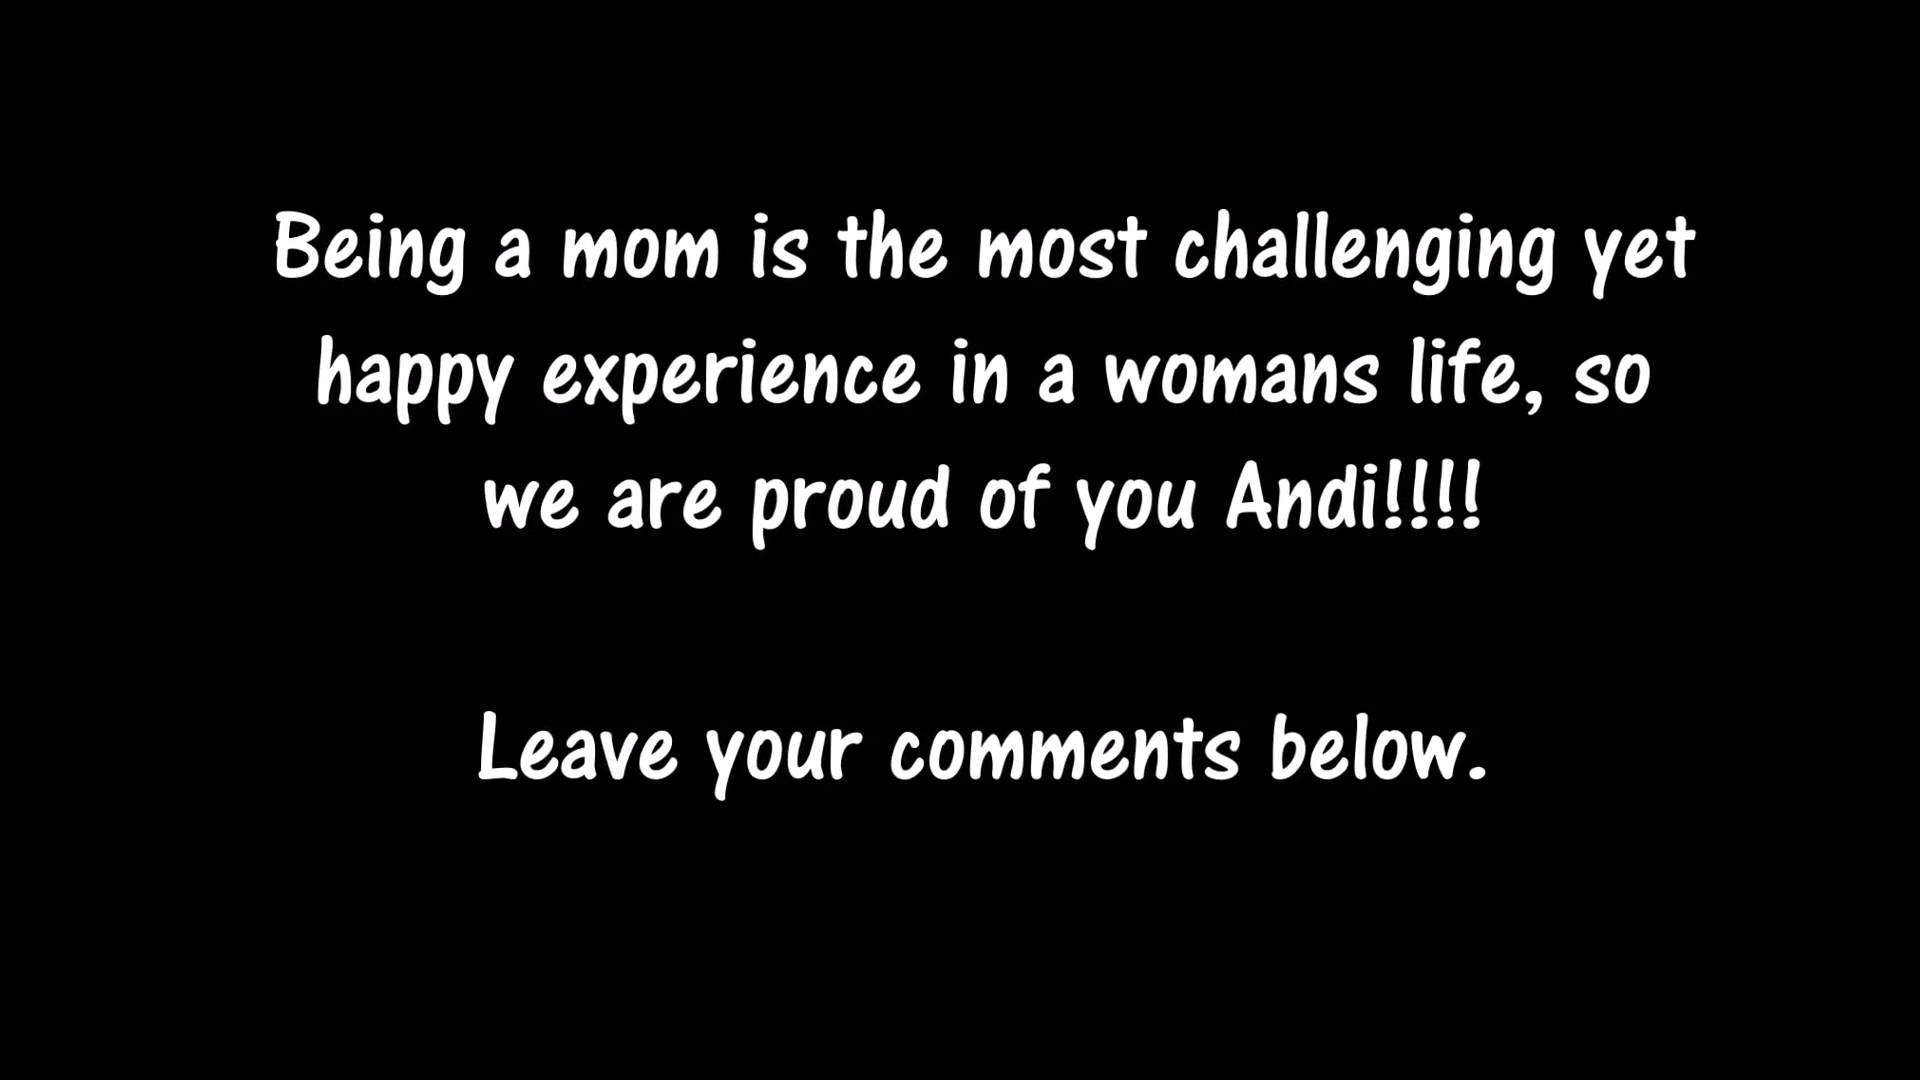 Being a mom is the most challenging yet
happy experience in a womans life, so
we are proud of you Andi!!!!
Leave your comments below.